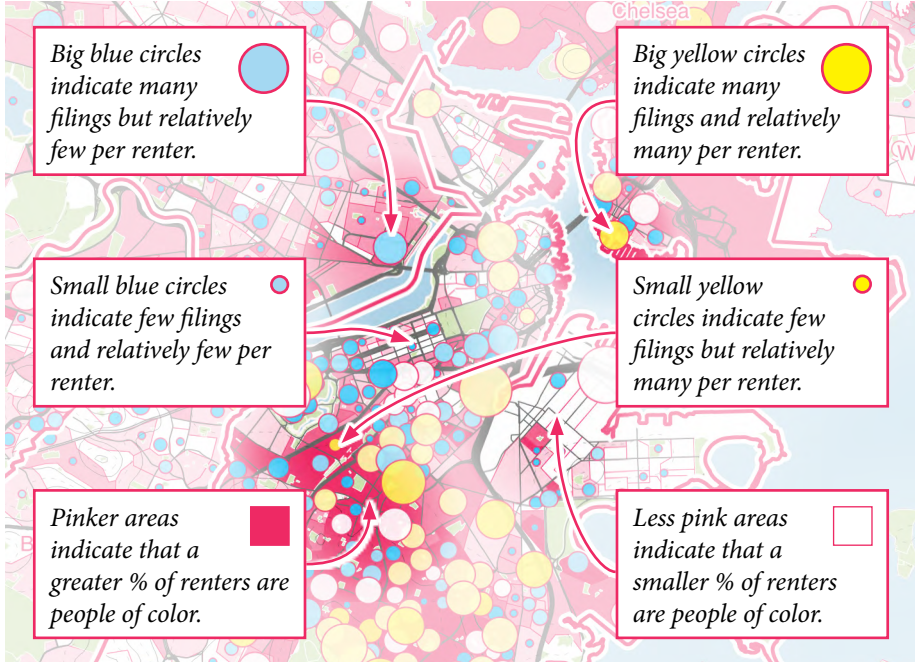 Chelsea
Big blue circles
indicate many
filings but relatively
few per renter.
Big yellow circles
indicate many
filings and relatively
many per renter.
Small blue circles
indicate few filings
and relatively few per
renter.
Small yellow
circles indicate few
filings but relatively
many per renter.
Pinker areas
indicate that a
greater % of renters are
people of color.
Less pink areas
indicate that a
smaller % of renters
are people of color.